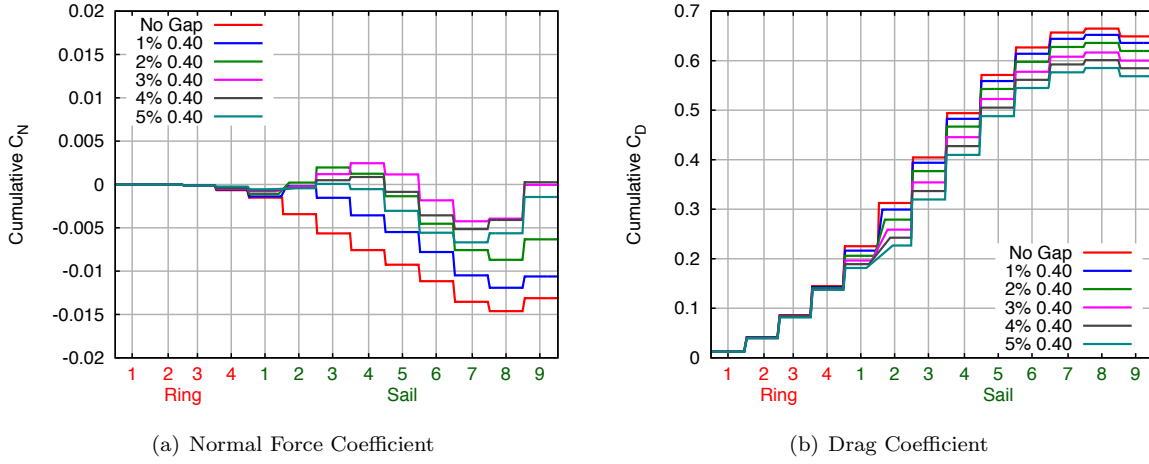 0.02
0.015
0.01
0.005
0
-0.005
-0.01
-0.015
-0.02
Cumulative C_N
No Gap
1% 0.40
2% 0.40
3% 0.40
4% 0.40
5% 0.40
1 2 3 4 1 2 3 4 5 6 7 8 9
Ring Sail
(a) Normal Force Coefficient
0.7
0.6
0.5
0.4
0.3
0.2
0.1
0
Cumulative C_D
No Gap
1% 0.40
2% 0.40
3% 0.40
4% 0.40
5% 0.40
1 2 3 4 1 2 3 4 5 6 7 8 9
Ring Sail
(b) Drag Coefficient